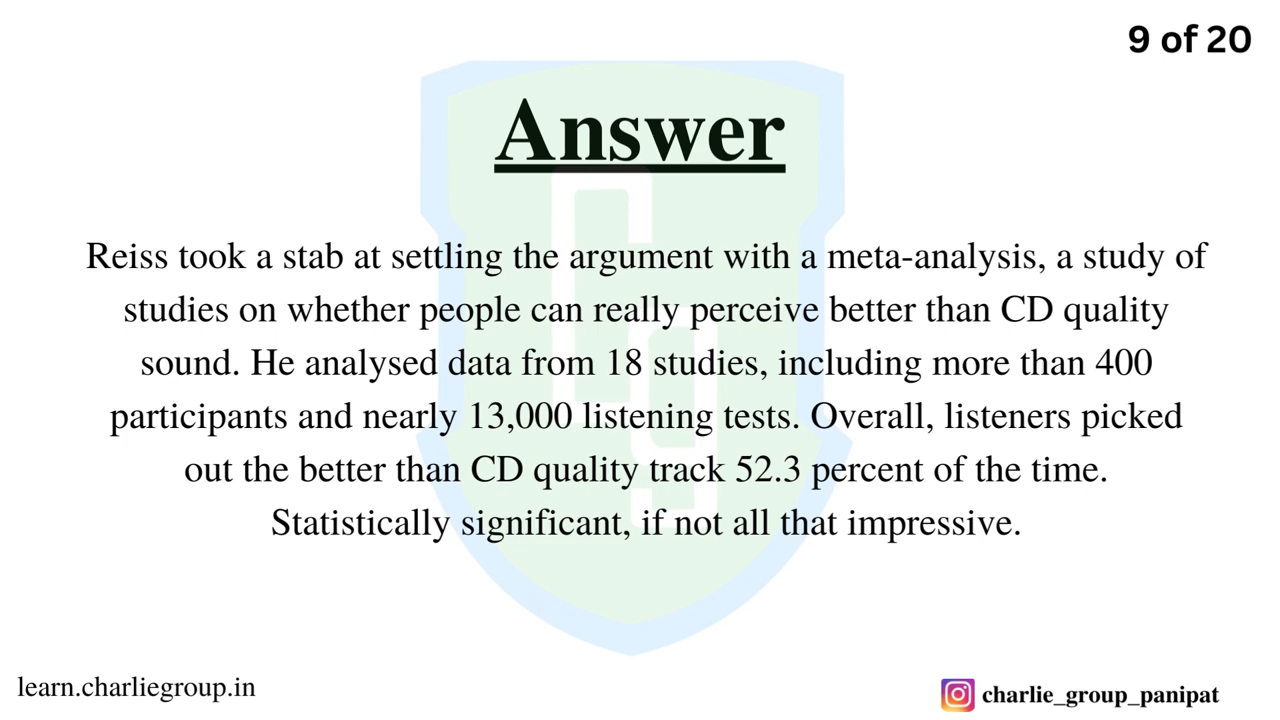 9 of 20
Answer
Reiss took a stab at settling the argument with a meta-analysis, a study of
studies on whether people can really perceive better than CD quality
sound. He analysed data from 18 studies, including more than 400
participants and nearly 13,000 listening tests. Overall, listeners picked
out the better than CD quality track 52.3 percent of the time.
Statistically significant, if not all that impressive.
learn.charliegroup.in
charlie_group_panipat